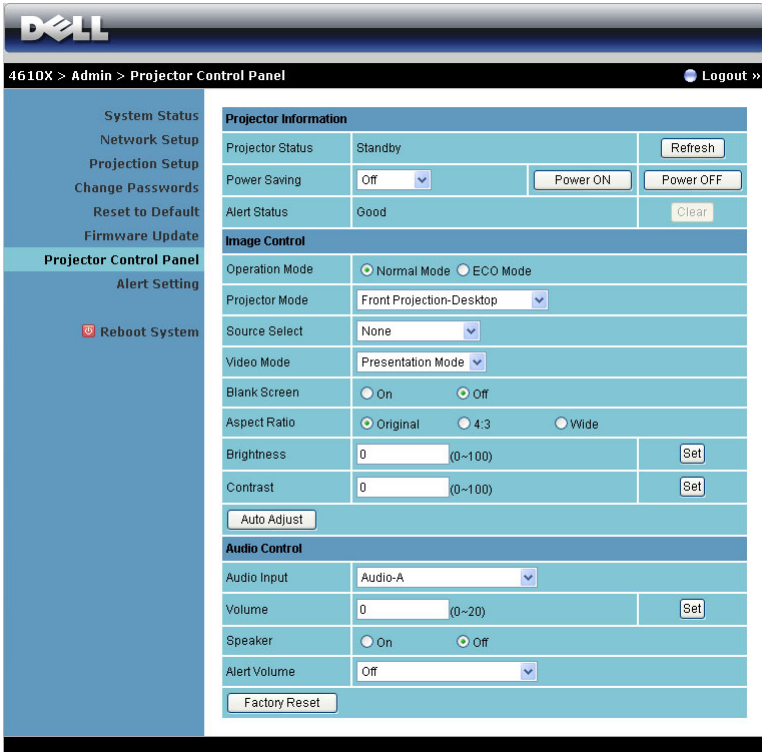 DELL
4610X > Admin > Projector Control Panel Logout »
System Status
Network Setup
Projection Setup
Change Passwords
Reset to Default
Firmware Update
Projector Control Panel
Alert Setting
Reboot System
Projector Information
Projector Status Standby Refresh
Power Saving Off Power ON Power OFF
Alert Status Good Clear
Image Control
Operation Mode Normal Mode ECO Mode
Projector Mode Front Projection-Desktop
Source Select None
Video Mode Presentation Mode
Blank Screen On Off
Aspect Ratio Original 4:3 Wide
Brightness 0 (0~100) Set
Contrast 0 (0~100) Set
Auto Adjust
Audio Control
Audio Input Audio-A
Volume 0 (0~20) Set
Speaker On Off
Alert Volume Off
Factory Reset